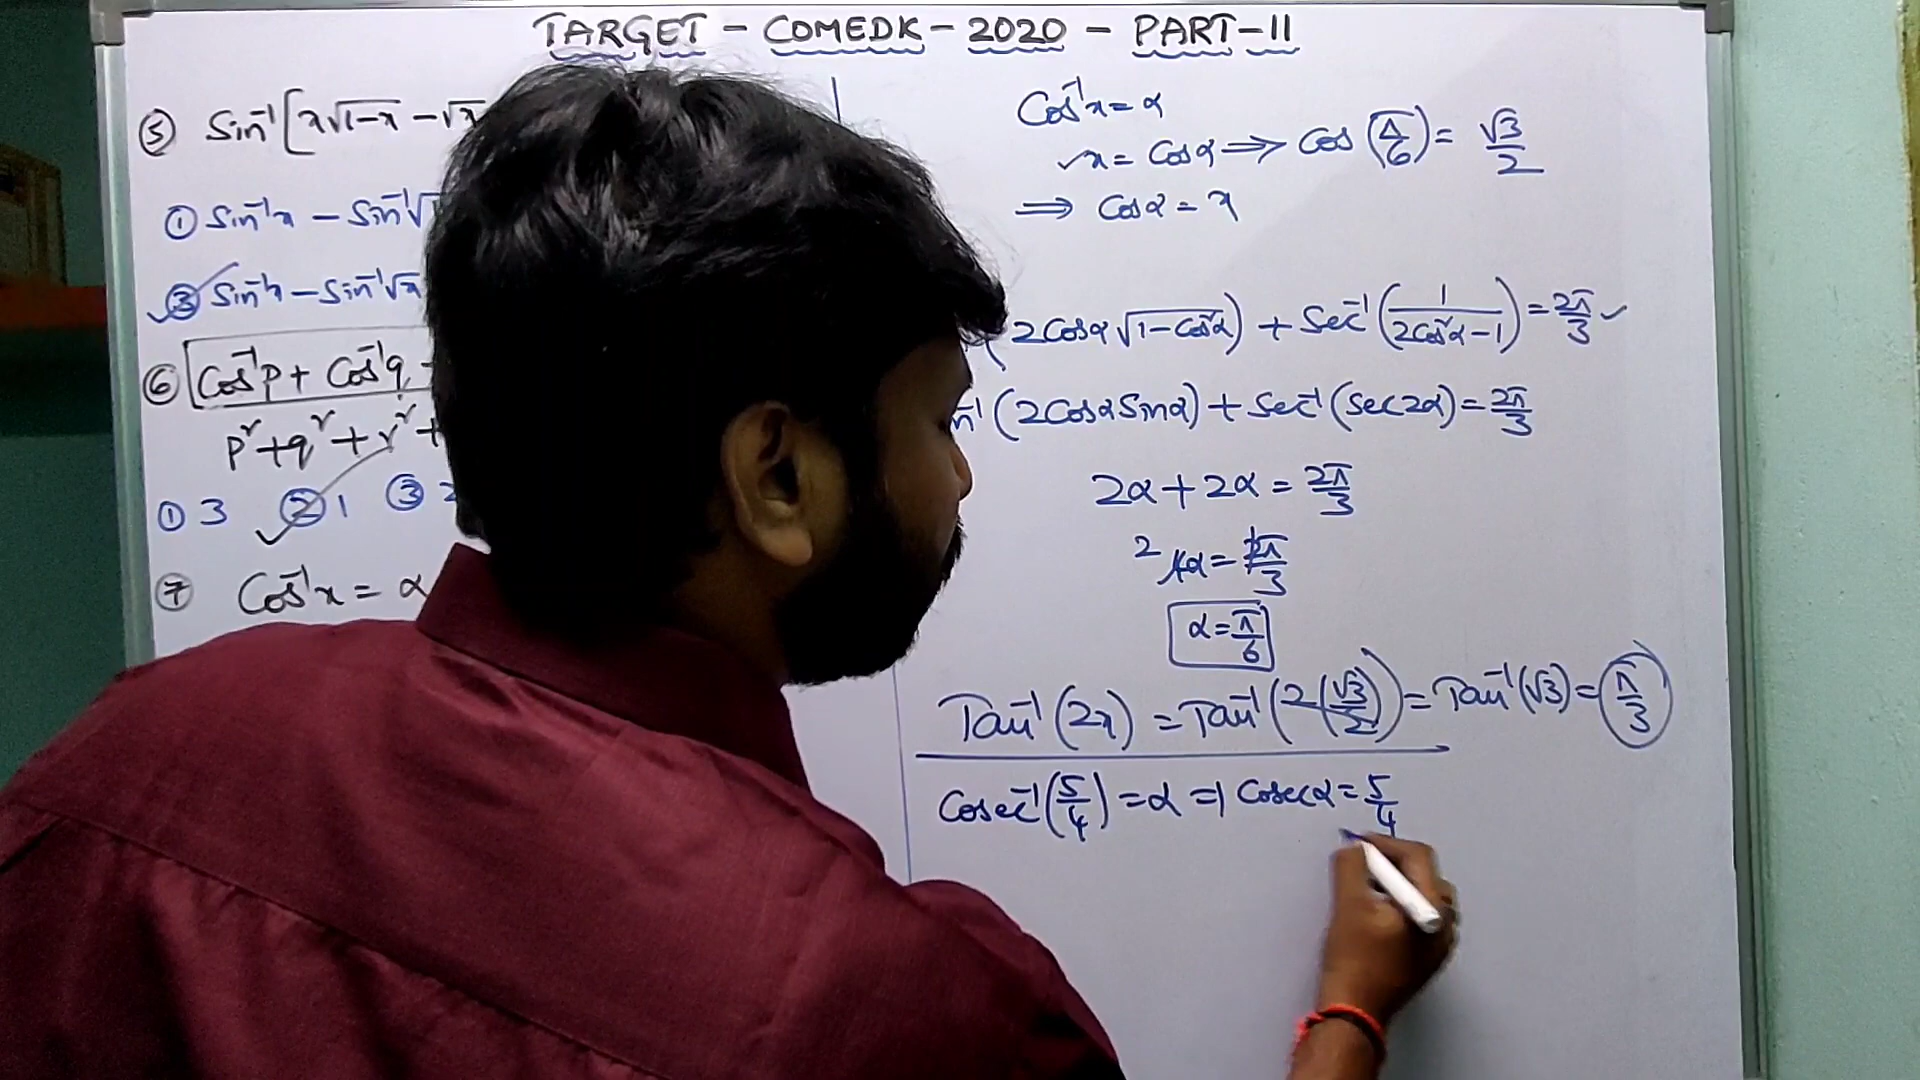 TARGET - COMEDK - 2020 - PART-II
⑤ Sin⁻¹[x√1-x - √x
① Sin⁻¹x - Sin⁻¹√
③ Sin⁻¹x - Sin⁻¹√x
⑥ Cos⁻¹p + Cos⁻¹q
p² + q² + r² +
① 3 ② 1 ③ 2
⑦ Cos⁻¹x = α
Cos⁻¹x = α
✓x = Cosα ⇒ Cos(π/6) = √3/2
⇒ Cosα = x
(2Cosα√1-Cos²α) + Sec⁻¹(1/(2Cos²α-1)) = 2π/3 ✓
n⁻¹(2CosαSinα) + Sec⁻¹(Sec2α) = 2π/3
2α + 2α = 2π/3
2 4α = 2π/3
α = π/6
Tan⁻¹(2x) = Tan⁻¹(2(√3/2)) = Tan⁻¹(√3) = π/3
Cosec⁻¹(5/4) = α ⇒ Cosecα = 5/4